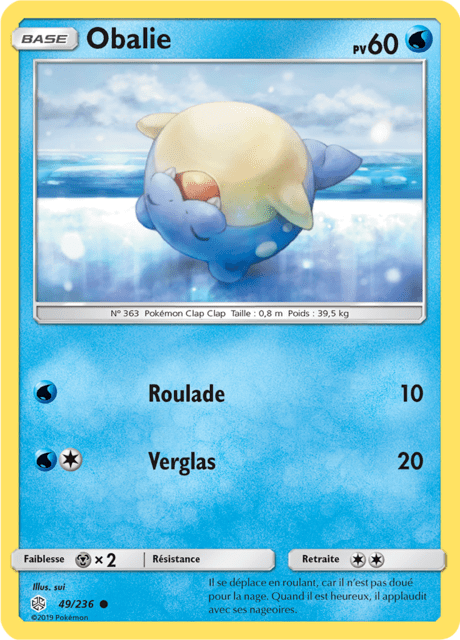 BASE Obalie PV60
N° 363 Pokémon Clap Clap Taille : 0,8 m Poids : 39,5 kg
Roulade 10
Verglas 20
Faiblesse ×2 Résistance Retraite
Illus. sui
49/236
©2019 Pokémon
Il se déplace en roulant, car il n'est pas doué
pour la nage. Quand il est heureux, il applaudit
avec ses nageoires.